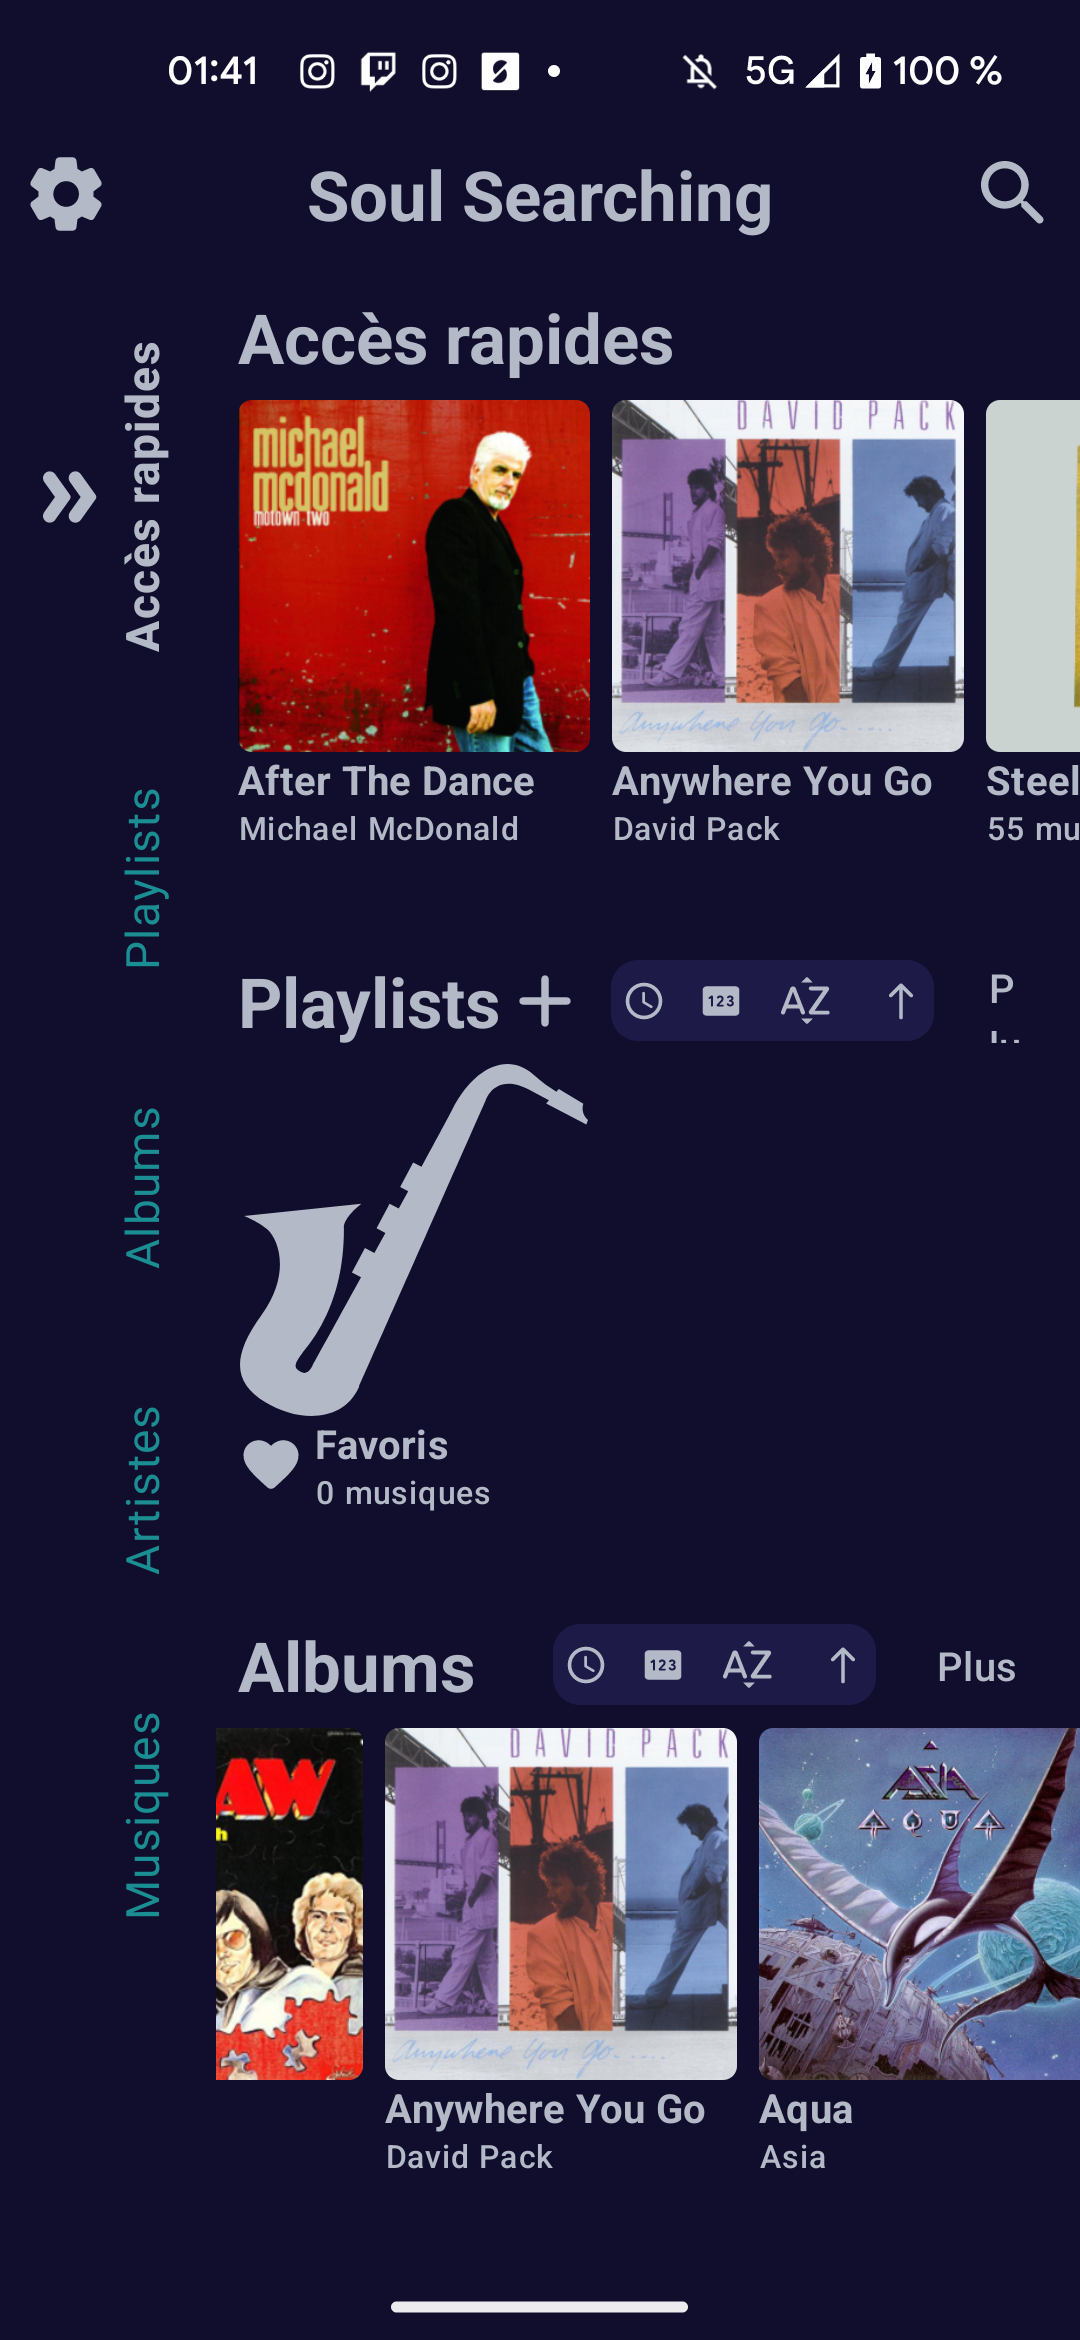 01:41
5G 100 %
Soul Searching
Accès rapides
Playlists
Albums
Artistes
Musiques
Accès rapides
michael
mcdonald
motown two
DAVID PACK
anywhere you go.....
After The Dance
Michael McDonald
Anywhere You Go
David Pack
Steel
55 mu
Playlists
123
AZ
P
Favoris
0 musiques
Albums
123
AZ
Plus
AW
h
DAVID PACK
anywhere you go.....
ASIA
AQUA
Anywhere You Go
David Pack
Aqua
Asia